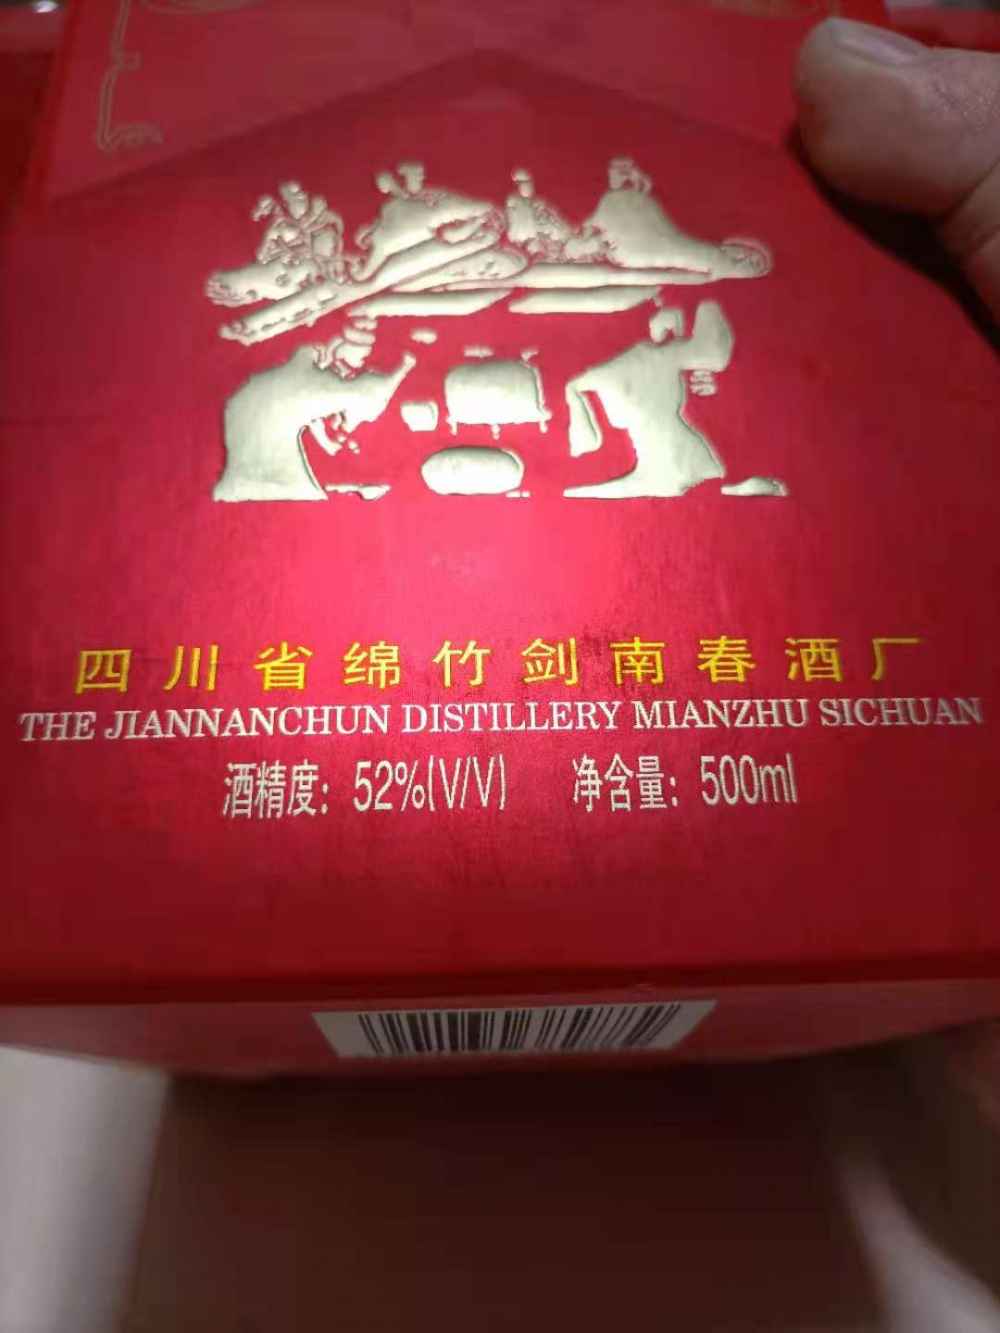 四川省绵竹剑南春酒厂
THE JIANNANCHUN DISTILLERY MIANZHU SICHUAN
酒精度：52%(V/V) 净含量：500ml